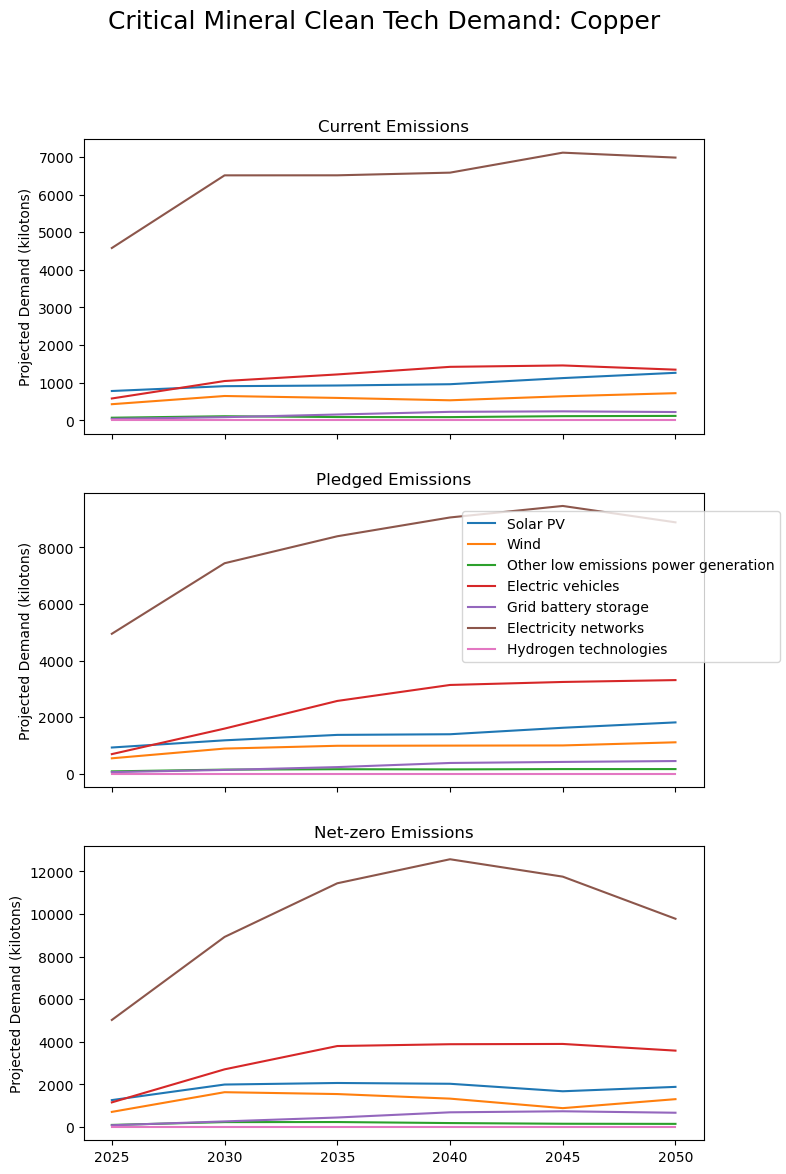 Critical Mineral Clean Tech Demand: Copper
Current Emissions
Projected Demand (kilotons)
7000
6000
5000
4000
3000
2000
1000
0
Pledged Emissions
Projected Demand (kilotons)
8000
6000
4000
2000
0
Solar PV
Wind
Other low emissions power generation
Electric vehicles
Grid battery storage
Electricity networks
Hydrogen technologies
Net-zero Emissions
Projected Demand (kilotons)
12000
10000
8000
6000
4000
2000
0
2025 2030 2035 2040 2045 2050